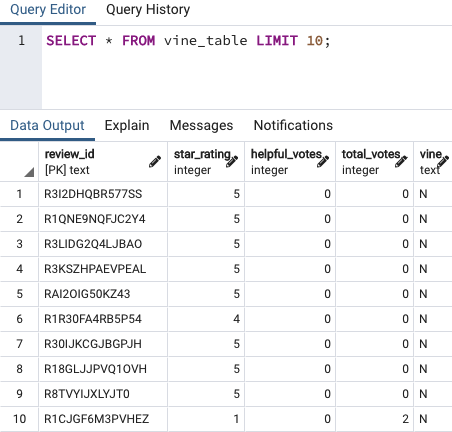 Query Editor Query History
1 SELECT * FROM vine_table LIMIT 10;
Data Output Explain Messages Notifications
review_id star_rating helpful_votes total_votes vine
[PK] text integer integer integer text
1 R3I2DHQBR577SS 5 0 0 N
2 R1QNE9NQFJC2Y4 5 0 0 N
3 R3LIDG2Q4LJBAO 5 0 0 N
4 R3KSZHPAEVPEAL 5 0 0 N
5 RAI2OIG50KZ43 5 0 0 N
6 R1R30FA4RB5P54 4 0 0 N
7 R30IJKCGJBGPJH 5 0 0 N
8 R18GLJJPVQ1OVH 5 0 0 N
9 R8TVYIJXLYJT0 5 0 0 N
10 R1CJGF6M3PVHEZ 1 0 2 N